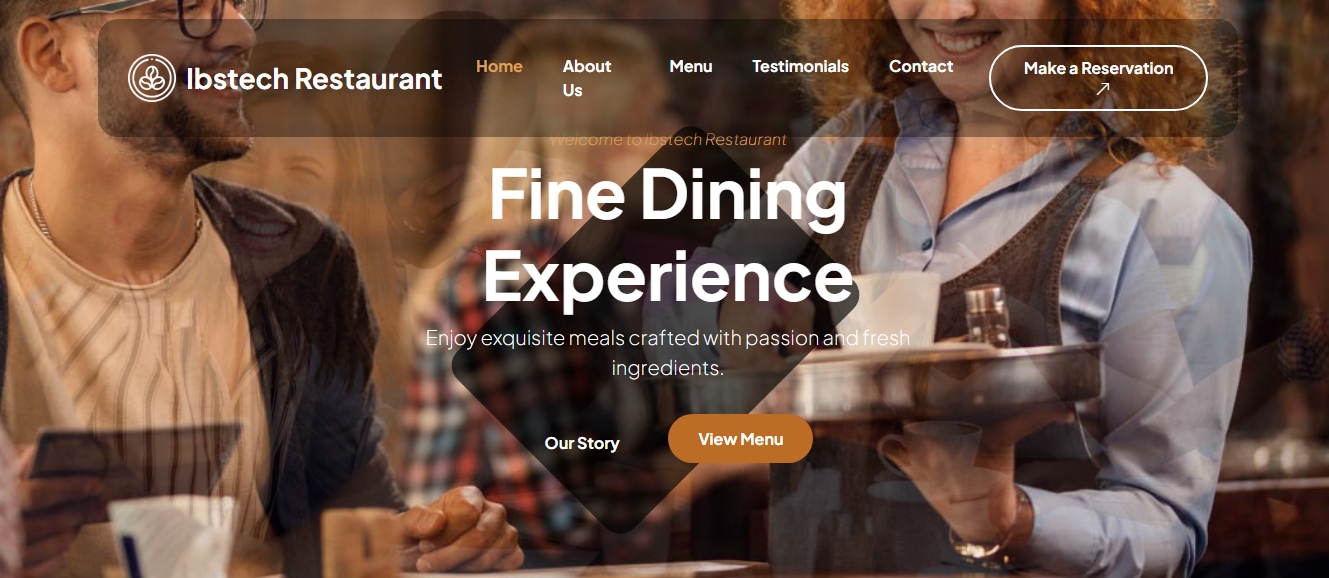 Ibstech Restaurant
Home
About
Us
Menu
Testimonials
Contact
Make a Reservation
Welcome to Ibstech Restaurant
Fine Dining
Experience
Enjoy exquisite meals crafted with passion and fresh
ingredients.
Our Story
View Menu